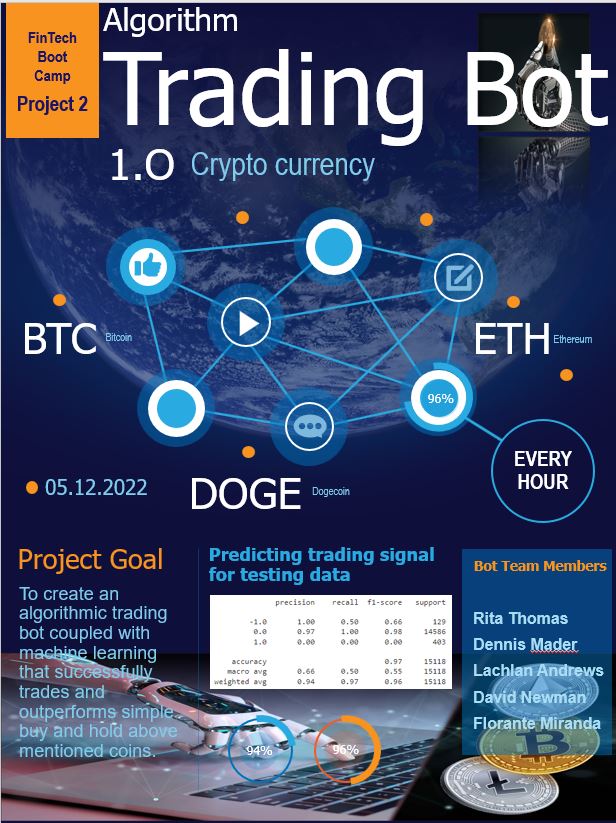 FinTech
Boot
Camp
Project 2
Algorithm
Trading Bot
1.0 Crypto currency
BTC Bitcoin
ETH Ethereum
96%
EVERY
HOUR
05.12.2022
DOGE Dogecoin
Project Goal
To create an
algorithmic trading
bot coupled with
machine learning
that successfully
trades and
outperforms simple
buy and hold above
mentioned coins.
Predicting trading signal
for testing data
precision recall f1-score support
-1.0 1.00 0.50 0.66 129
0.0 0.97 1.00 0.98 14586
1.0 0.00 0.00 0.00 403
accuracy 0.97 15118
macro avg 0.66 0.50 0.55 15118
weighted avg 0.94 0.97 0.96 15118
94%
96%
Bot Team Members
Rita Thomas
Dennis Mader
Lachlan Andrews
David Newman
Florante Miranda